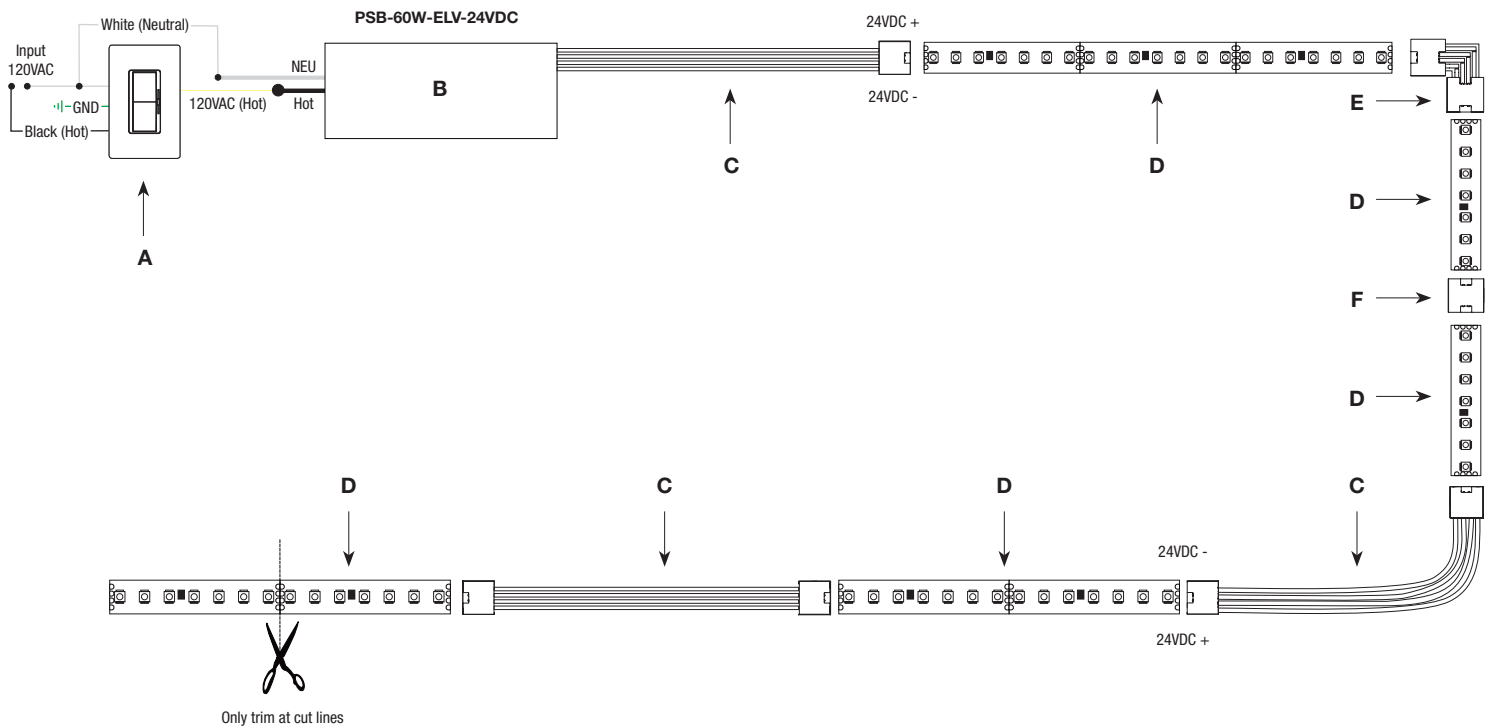 PSB-60W-ELV-24VDC
White (Neutral)
Input
120VAC
GND
Black (Hot)
NEU
120VAC (Hot)
Hot
B
24VDC +
24VDC -
A
C
D
E
D
F
D
D
C
D
C
24VDC -
24VDC +
Only trim at cut lines